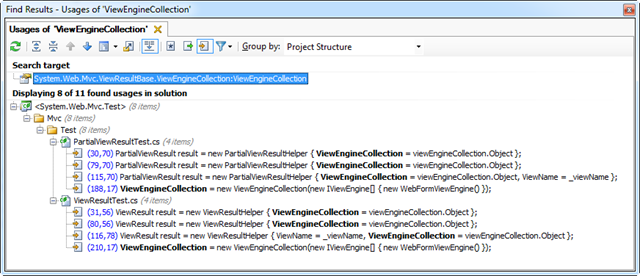 Find Results - Usages of 'ViewEngineCollection'
Usages of 'ViewEngineCollection'
Group by: Project Structure
Search target
System.Web.Mvc.ViewResultBase.ViewEngineCollection:ViewEngineCollection
Displaying 8 of 11 found usages in solution
<System.Web.Mvc.Test> (8 items)
Mvc (8 items)
Test (8 items)
PartialViewResultTest.cs (4 items)
(30,70) PartialViewResult result = new PartialViewResultHelper { ViewEngineCollection = viewEngineCollection.Object };
(79,70) PartialViewResult result = new PartialViewResultHelper { ViewEngineCollection = viewEngineCollection.Object };
(115,70) PartialViewResult result = new PartialViewResultHelper { ViewEngineCollection = viewEngineCollection.Object, ViewName = _viewName };
(188,17) ViewEngineCollection = new ViewEngineCollection(new IViewEngine[] { new WebFormViewEngine() });
ViewResultTest.cs (4 items)
(31,56) ViewResult result = new ViewResultHelper { ViewEngineCollection = viewEngineCollection.Object };
(80,56) ViewResult result = new ViewResultHelper { ViewEngineCollection = viewEngineCollection.Object };
(116,78) ViewResult result = new ViewResultHelper { ViewName = _viewName, ViewEngineCollection = viewEngineCollection.Object };
(210,17) ViewEngineCollection = new ViewEngineCollection(new IViewEngine[] { new WebFormViewEngine() });